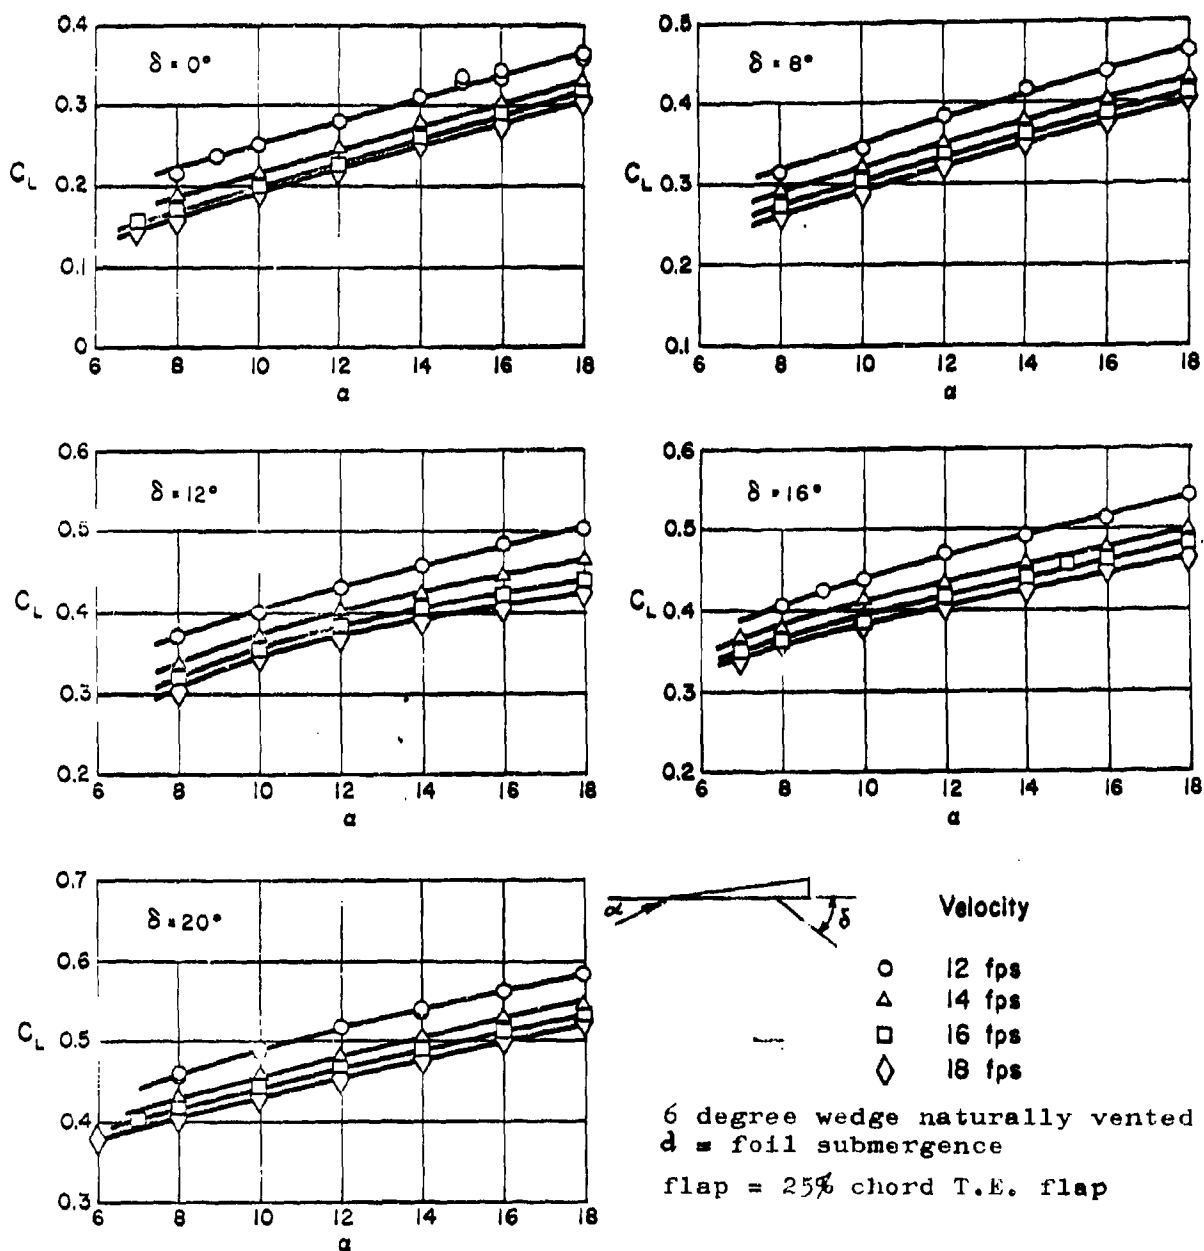 0.4
0.3
0.2
0.1
0
C_L
δ = 0°
6 8 10 12 14 16 18
α
0.5
0.4
0.3
0.2
0.1
C_L
δ = 8°
6 8 10 12 14 16 18
α
0.6
0.5
0.4
0.3
0.2
C_L
δ = 12°
6 8 10 12 14 16 18
α
0.6
0.5
0.4
0.3
0.2
C_L
δ = 16°
6 8 10 12 14 16 18
α
0.7
0.6
0.5
0.4
0.3
C_L
δ = 20°
6 8 10 12 14 16 18
α
α
δ
Velocity
○ 12 fps
△ 14 fps
□ 16 fps
◇ 18 fps
6 degree wedge naturally vented
d = foil submergence
flap = 25% chord T.E. flap